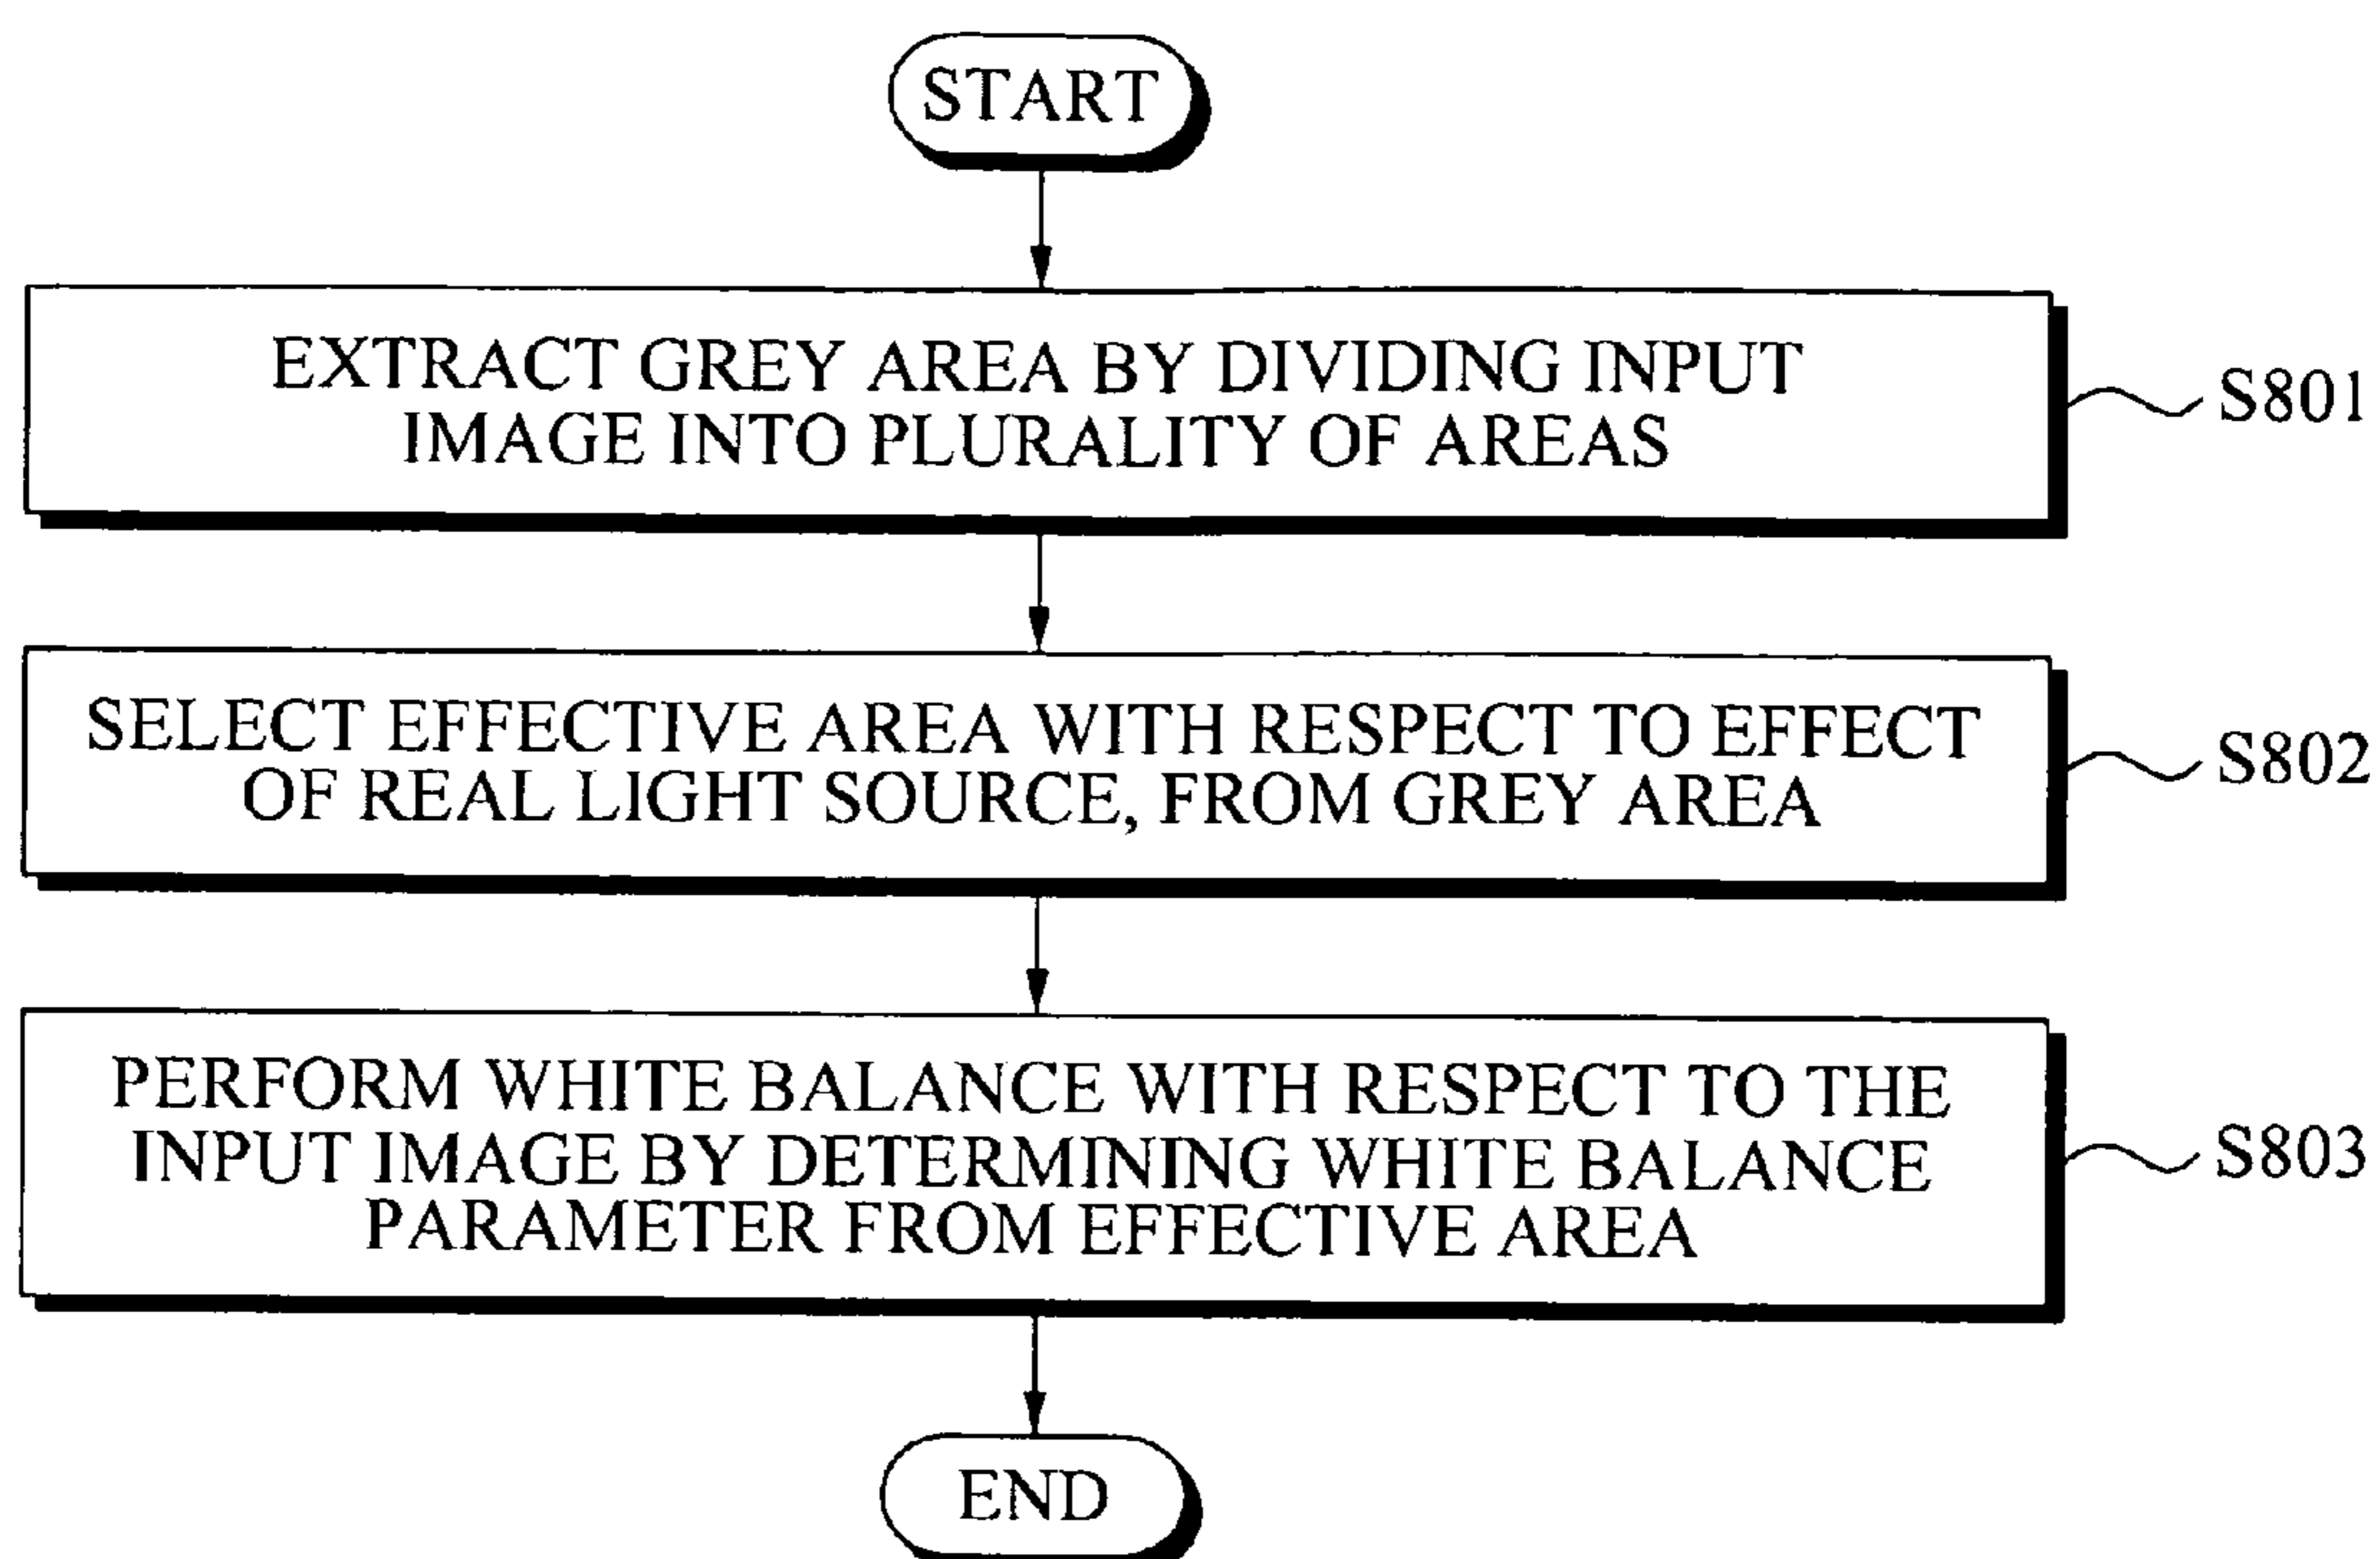 START
EXTRACT GREY AREA BY DIVIDING INPUT
IMAGE INTO PLURALITY OF AREAS
S801
SELECT EFFECTIVE AREA WITH RESPECT TO EFFECT
OF REAL LIGHT SOURCE, FROM GREY AREA
S802
PERFORM WHITE BALANCE WITH RESPECT TO THE
INPUT IMAGE BY DETERMINING WHITE BALANCE
PARAMETER FROM EFFECTIVE AREA
S803
END